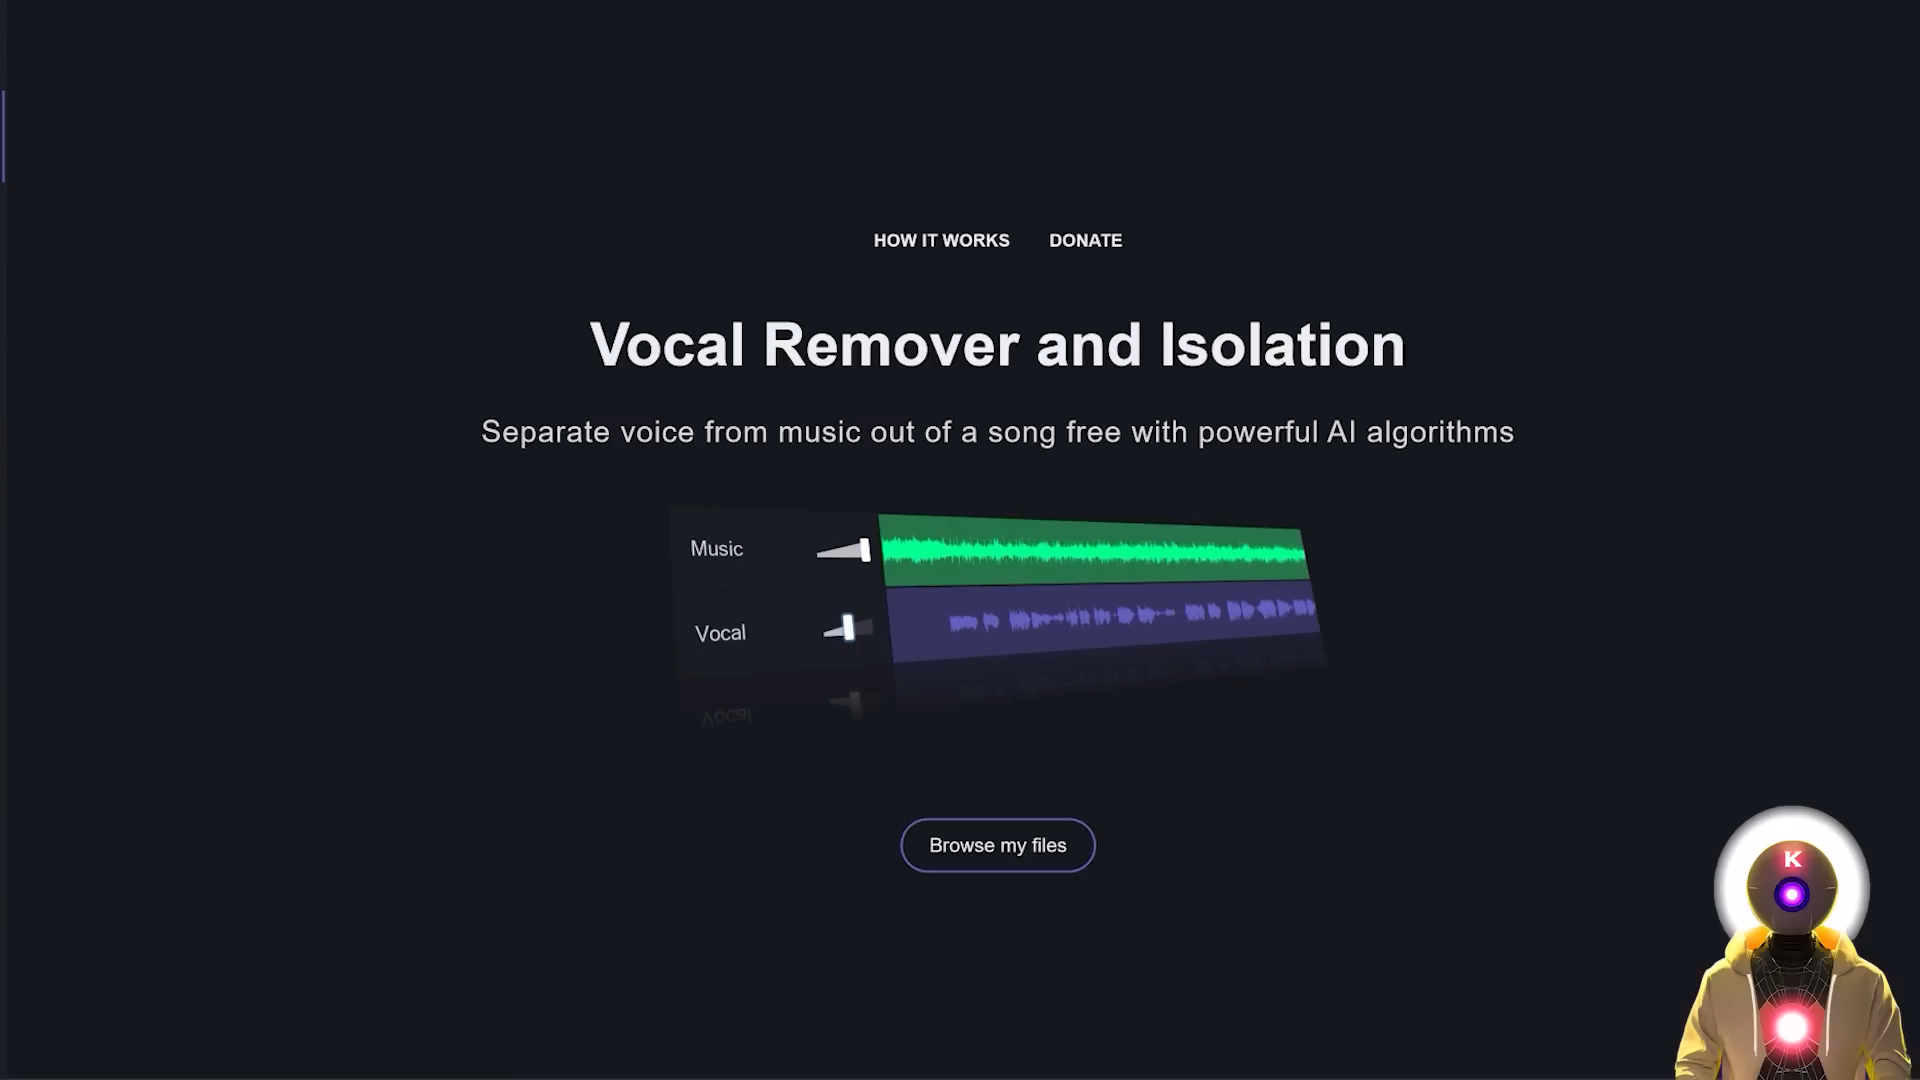 HOW IT WORKS DONATE
Vocal Remover and Isolation
Separate voice from music out of a song free with powerful AI algorithms
Music
Vocal
Vocal
Browse my files
K